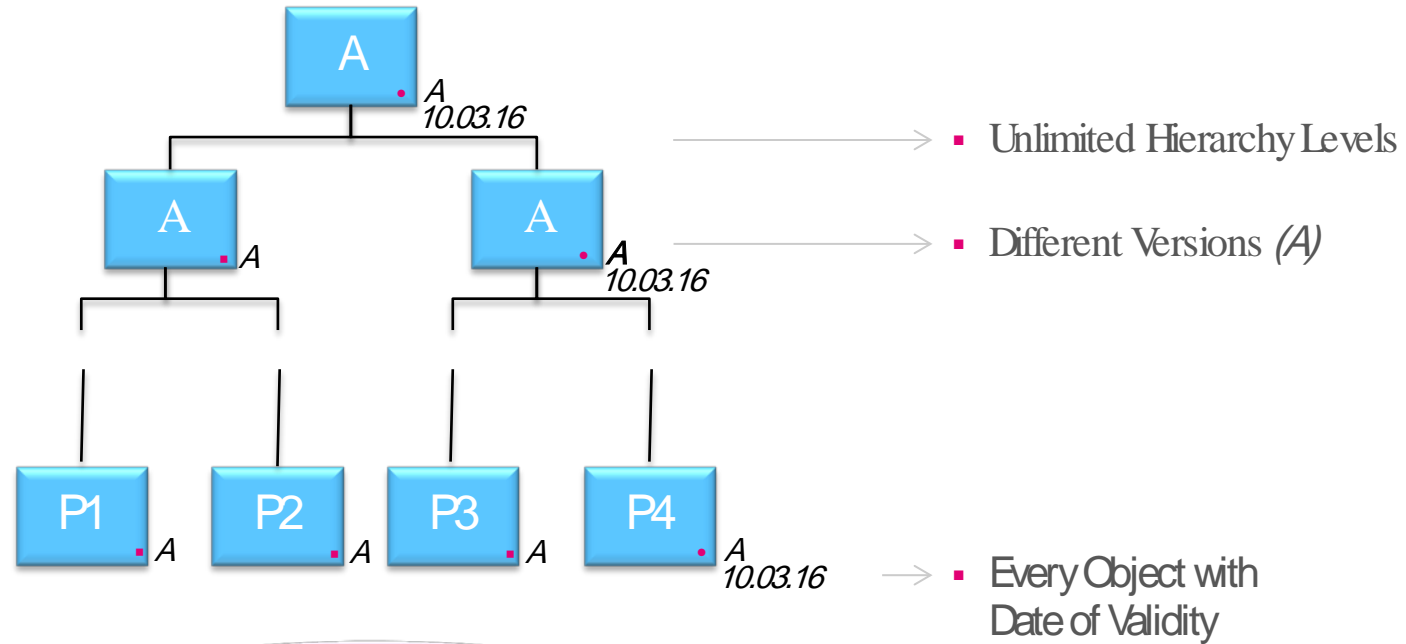 A
A
10.03.16
Unlimited Hierarchy Levels
A
A
A
A
10.03.16
Different Versions (A)
P1
A
P2
A
P3
A
P4
A
10.03.16
Every Object with
Date of Validity